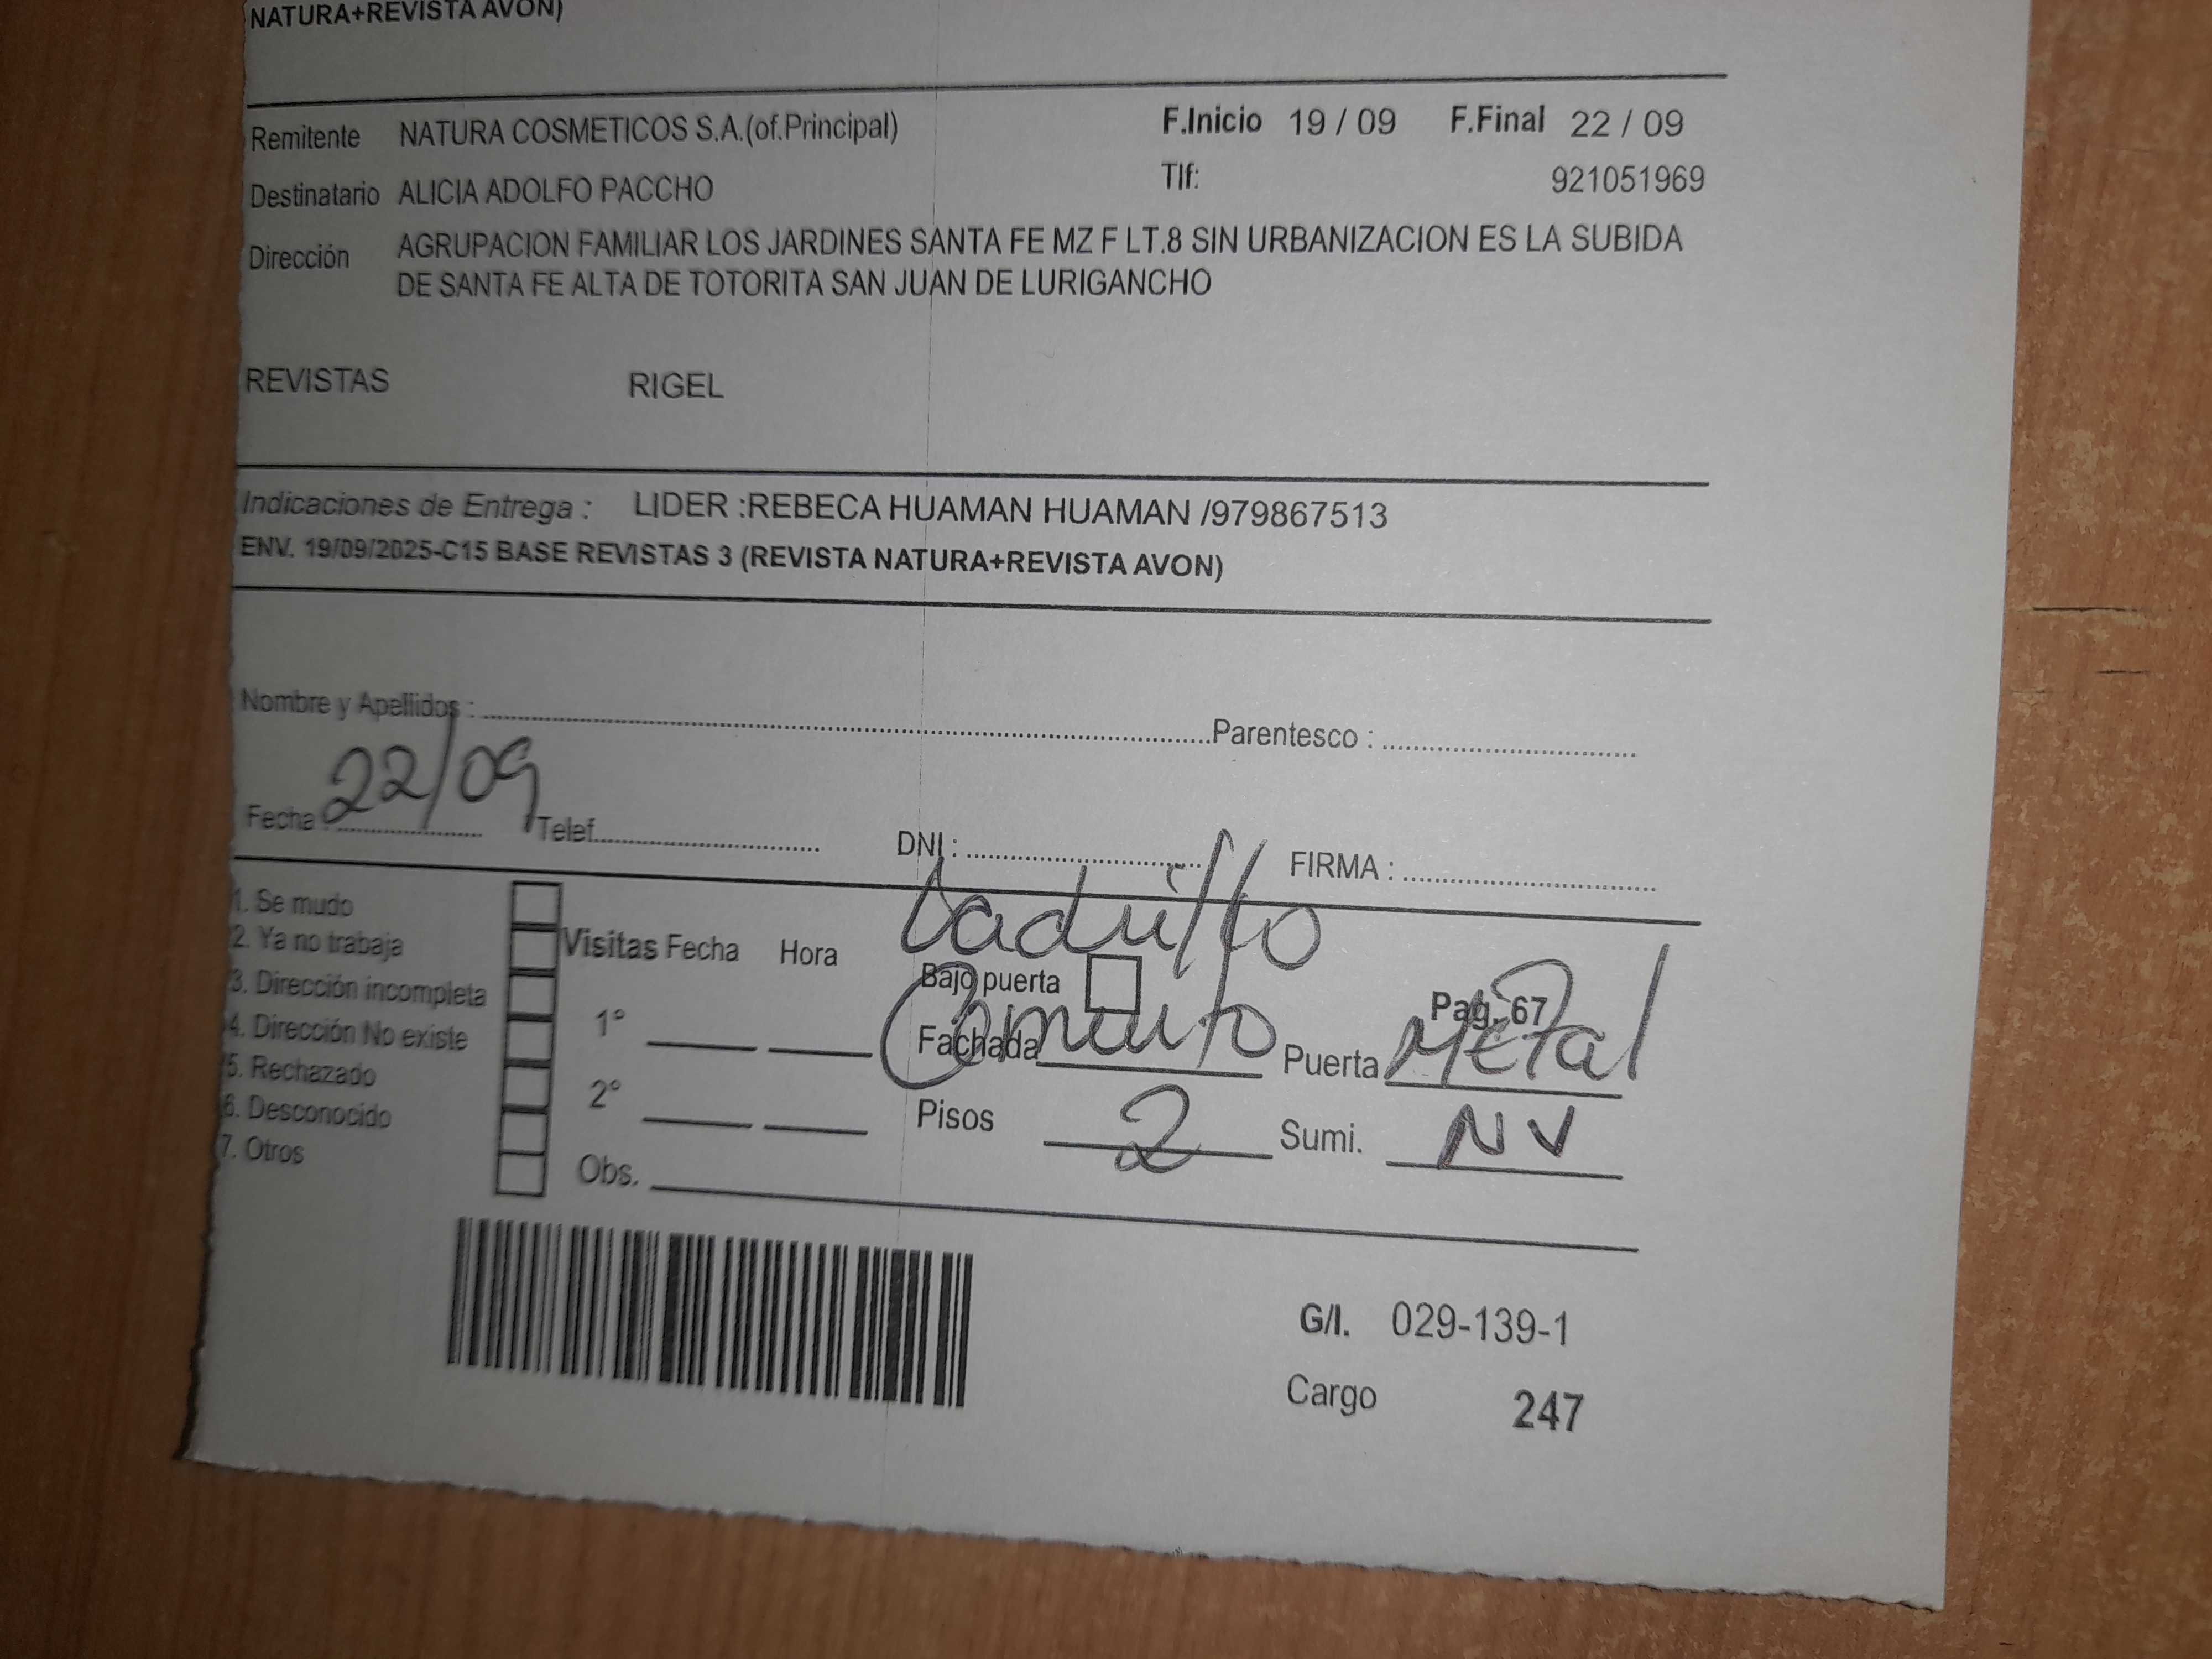 NATURA+REVISTA AVON)
Remitente NATURA COSMETICOS S.A.(of.Principal) F.Inicio 19 / 09 F.Final 22 / 09
Destinatario ALICIA ADOLFO PACCHO Tlf: 921051969
Dirección AGRUPACION FAMILIAR LOS JARDINES SANTA FE MZ F LT.8 SIN URBANIZACION ES LA SUBIDA
DE SANTA FE ALTA DE TOTORITA SAN JUAN DE LURIGANCHO
REVISTAS RIGEL
Indicaciones de Entrega : LIDER :REBECA HUAMAN HUAMAN /979867513
ENV. 19/09/2025-C15 BASE REVISTAS 3 (REVISTA NATURA+REVISTA AVON)
Nombre y Apellidos : Parentesco :
Fecha : 22/09 Telef. DNI : FIRMA :
Ladrillo
1. Se mudo
2. Ya no trabaja
3. Dirección incompleta
4. Dirección No existe
5. Rechazado
6. Desconocido
7. Otros
Visitas Fecha Hora
1°
2°
Obs.
Bajo puerta Pag. 67
Fachada Cemento Puerta Metal
Pisos 2 Sumi. NV
G/I. 029-139-1
Cargo 247